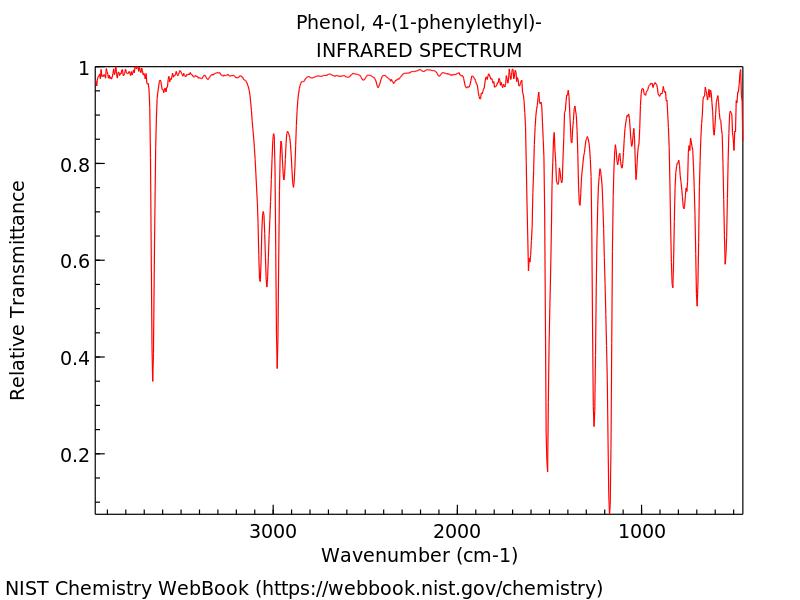 Phenol, 4-(1-phenylethyl)-
INFRARED SPECTRUM
1
0.8
0.6
0.4
0.2
Relative Transmittance
3000 2000 1000
Wavenumber (cm-1)
NIST Chemistry WebBook (https://webbook.nist.gov/chemistry)